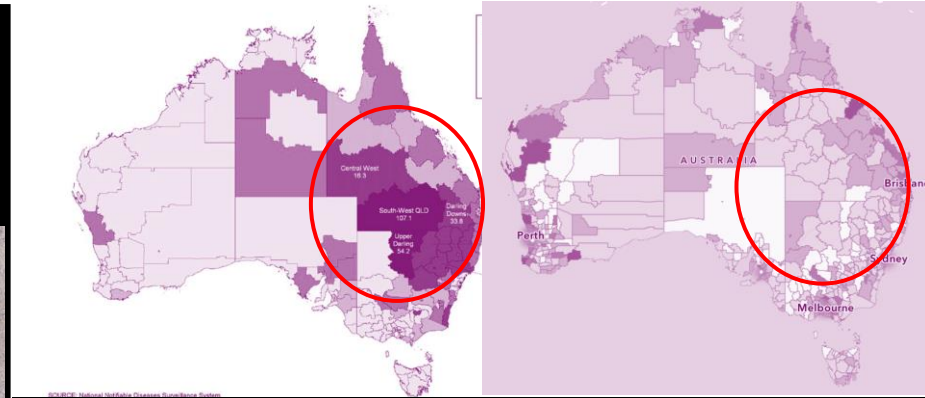 Central West
16.3
South-West QLD
107.1
Darling
Downs
33.8
Upper
Darling
54.2
SOURCE: National Notifiable Diseases Surveillance System
AUSTRALIA
Brisbane
Perth
Sydney
Melbourne